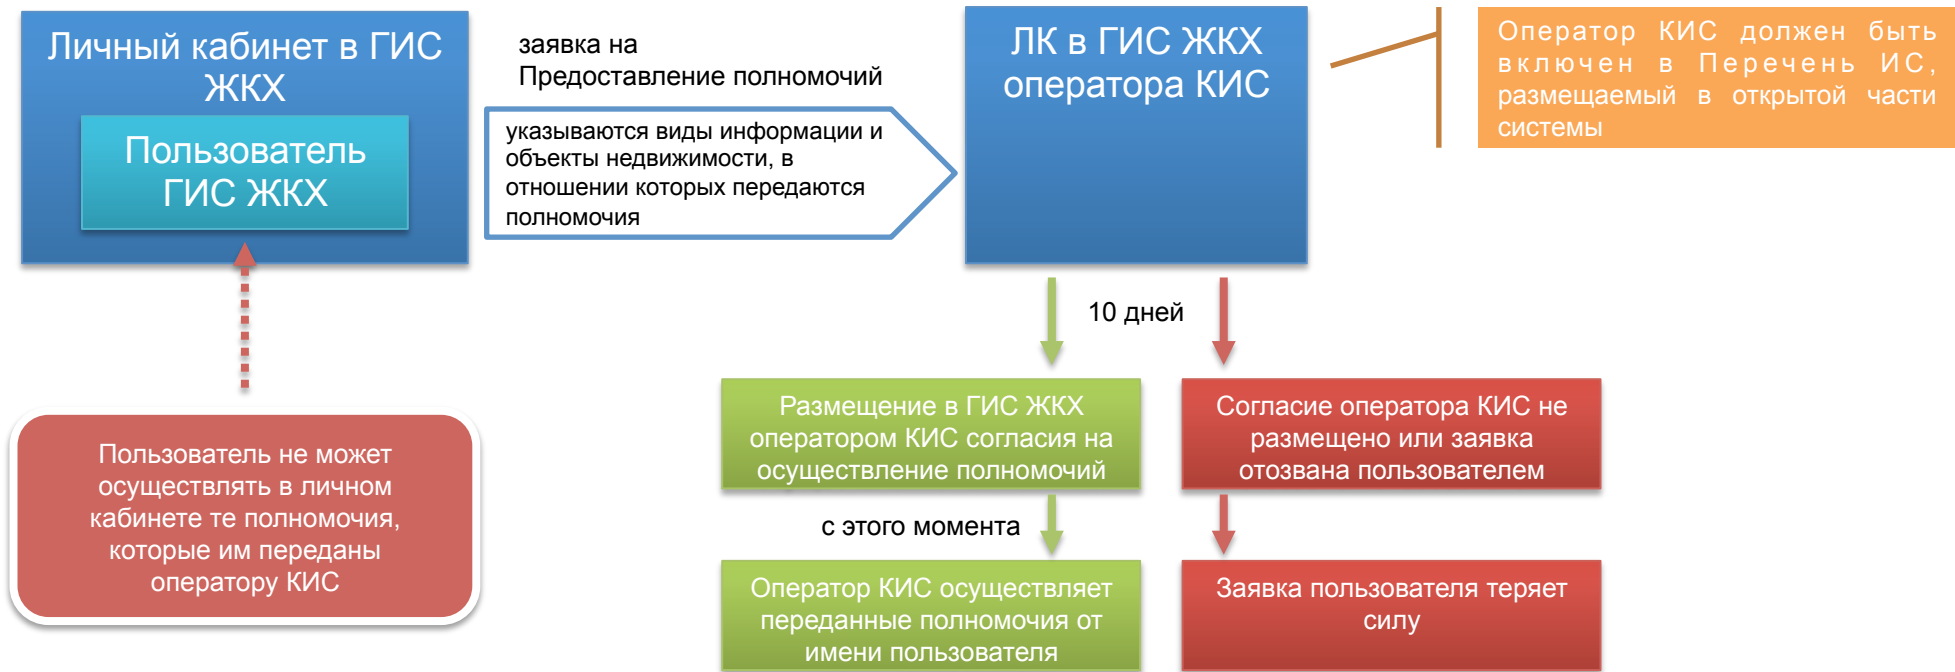 Личный кабинет в ГИС
ЖКХ
Пользователь
ГИС ЖКХ
заявка на
Предоставление полномочий
указываются виды информации и
объекты недвижимости, в
отношении которых передаются
полномочия
ЛК в ГИС ЖКХ
оператора КИС
Оператор КИС должен быть
включен в Перечень ИС,
размещаемый в открытой части
системы
10 дней
Размещение в ГИС ЖКХ
оператором КИС согласия на
осуществление полномочий
Согласие оператора КИС не
размещено или заявка
отозвана пользователем
Пользователь не может
осуществлять в личном
кабинете те полномочия,
которые им переданы
оператору КИС
с этого момента
Оператор КИС осуществляет
переданные полномочия от
имени пользователя
Заявка пользователя теряет
силу